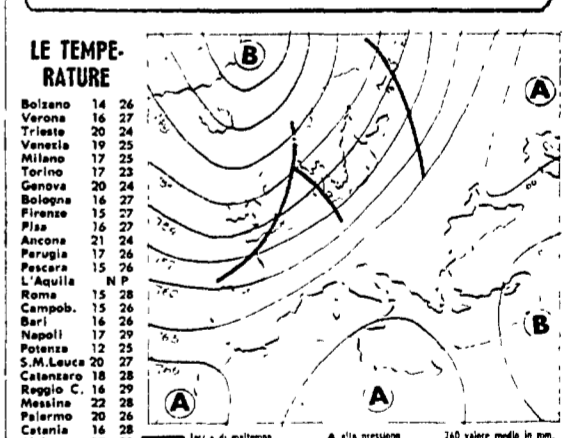 LE TEMPE-
RATURE
Bolzano 14 26
Verona 16 27
Trieste 20 24
Venezia 19 25
Milano 17 25
Torino 17 23
Genova 20 24
Bologna 16 27
Firenze 15 27
Pisa 16 27
Ancona 21 24
Perugia 17 26
Pescara 15 26
L'Aquila N P
Roma 15 28
Campob. 15 26
Bari 16 26
Napoli 17 29
Potenza 12 25
S.M.Leuca 20 27
Catanzaro 18 28
Reggio C. 16 29
Messina 22 28
Palermo 20 26
Catania 16 28
B
A
B
A
A
di maltempo
A alta pressione
760 valore medio in mm.